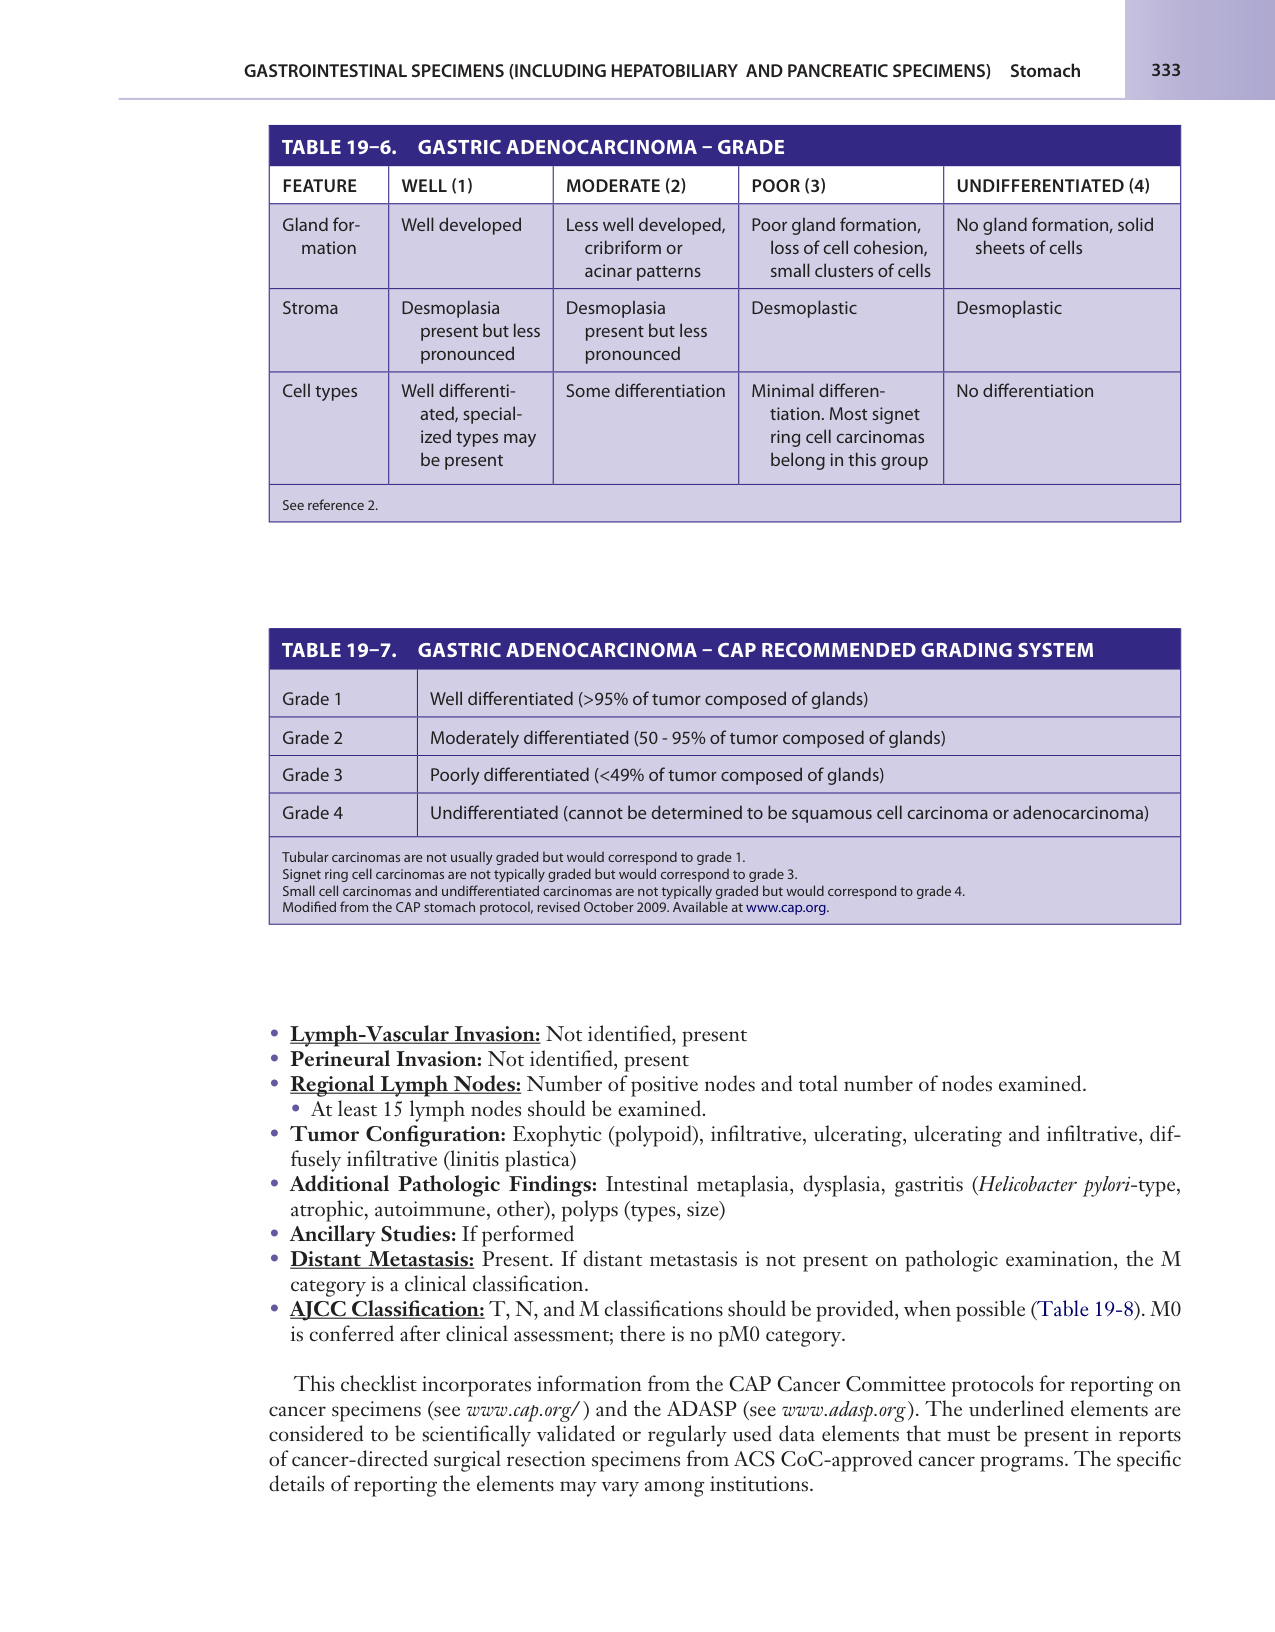 GASTROINTESTINAL SPECIMENS (INCLUDING HEPATOBILIARY AND PANCREATIC SPECIMENS) Stomach 333
TABLE 19–6. GASTRIC ADENOCARCINOMA – GRADE
FEATURE WELL (1) MODERATE (2) POOR (3) UNDIFFERENTIATED (4)
Gland for- Well developed Less well developed, Poor gland formation, No gland formation, solid
mation cribriform or loss of cell cohesion, sheets of cells
acinar patterns small clusters of cells
Stroma Desmoplasia Desmoplasia Desmoplastic Desmoplastic
present but less present but less
pronounced pronounced
Cell types Well differenti- Some differentiation Minimal differen- No differentiation
ated, special- tiation. Most signet
ized types may ring cell carcinomas
be present belong in this group
See reference 2.
TABLE 19–7. GASTRIC ADENOCARCINOMA – CAP RECOMMENDED GRADING SYSTEM
Grade 1 Well differentiated (>95% of tumor composed of glands)
Grade 2 Moderately differentiated (50 - 95% of tumor composed of glands)
Grade 3 Poorly differentiated (<49% of tumor composed of glands)
Grade 4 Undifferentiated (cannot be determined to be squamous cell carcinoma or adenocarcinoma)
Tubular carcinomas are not usually graded but would correspond to grade 1.
Signet ring cell carcinomas are not typically graded but would correspond to grade 3.
Small cell carcinomas and undifferentiated carcinomas are not typically graded but would correspond to grade 4.
Modified from the CAP stomach protocol, revised October 2009. Available at www.cap.org.
• Lymph-Vascular Invasion: Not identified, present
• Perineural Invasion: Not identified, present
• Regional Lymph Nodes: Number of positive nodes and total number of nodes examined.
• At least 15 lymph nodes should be examined.
• Tumor Configuration: Exophytic (polypoid), infiltrative, ulcerating, ulcerating and infiltrative, dif-
fusely infiltrative (linitis plastica)
• Additional Pathologic Findings: Intestinal metaplasia, dysplasia, gastritis (Helicobacter pylori-type,
atrophic, autoimmune, other), polyps (types, size)
• Ancillary Studies: If performed
• Distant Metastasis: Present. If distant metastasis is not present on pathologic examination, the M
category is a clinical classification.
• AJCC Classification: T, N, and M classifications should be provided, when possible (Table 19-8). M0
is conferred after clinical assessment; there is no pM0 category.
This checklist incorporates information from the CAP Cancer Committee protocols for reporting on
cancer specimens (see www.cap.org/) and the ADASP (see www.adasp.org). The underlined elements are
considered to be scientifically validated or regularly used data elements that must be present in reports
of cancer-directed surgical resection specimens from ACS CoC-approved cancer programs. The specific
details of reporting the elements may vary among institutions.